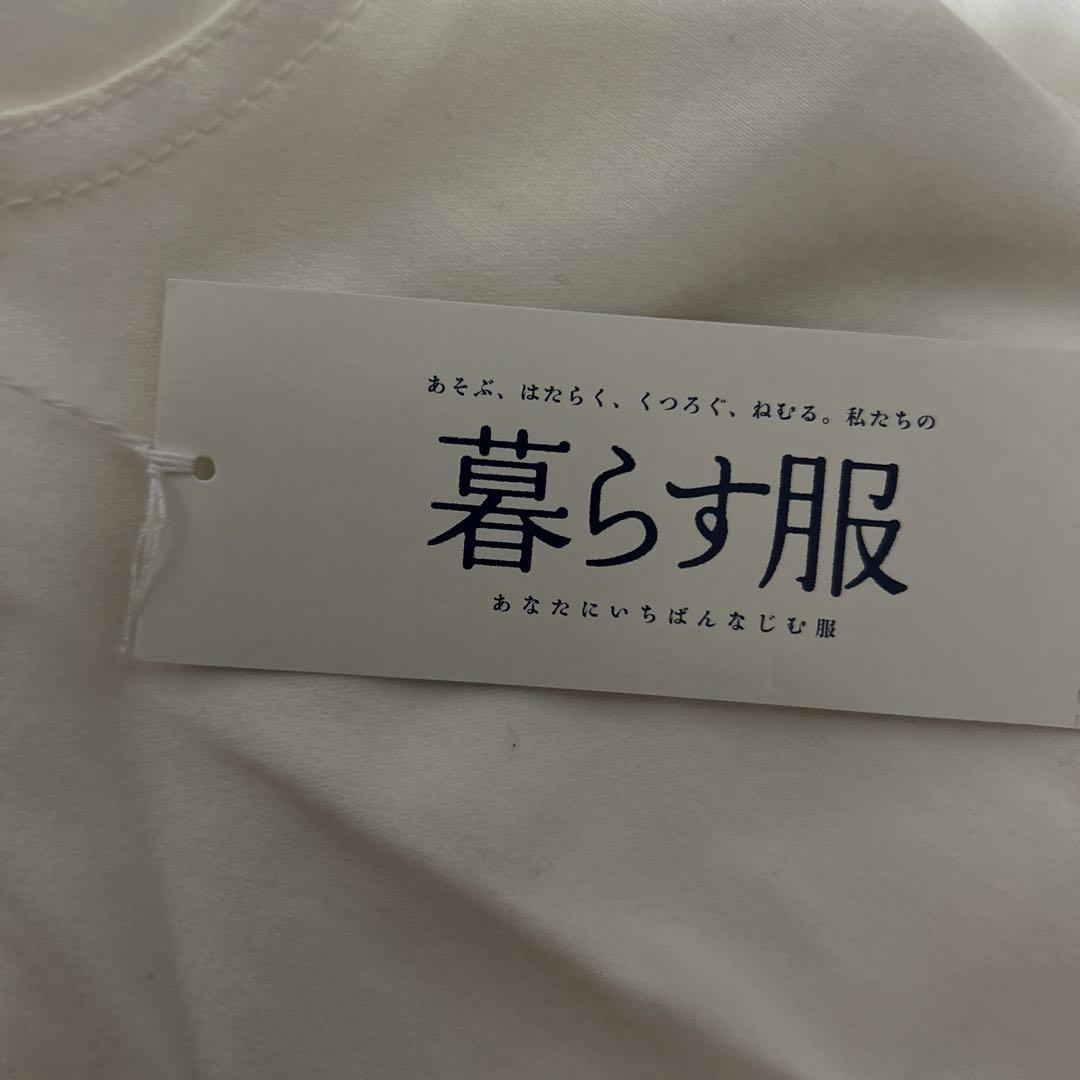 あそぶ、はたらく、くつろぐ、ねむる。私たちの
暮らす服
あなたにいちばんなじむ服